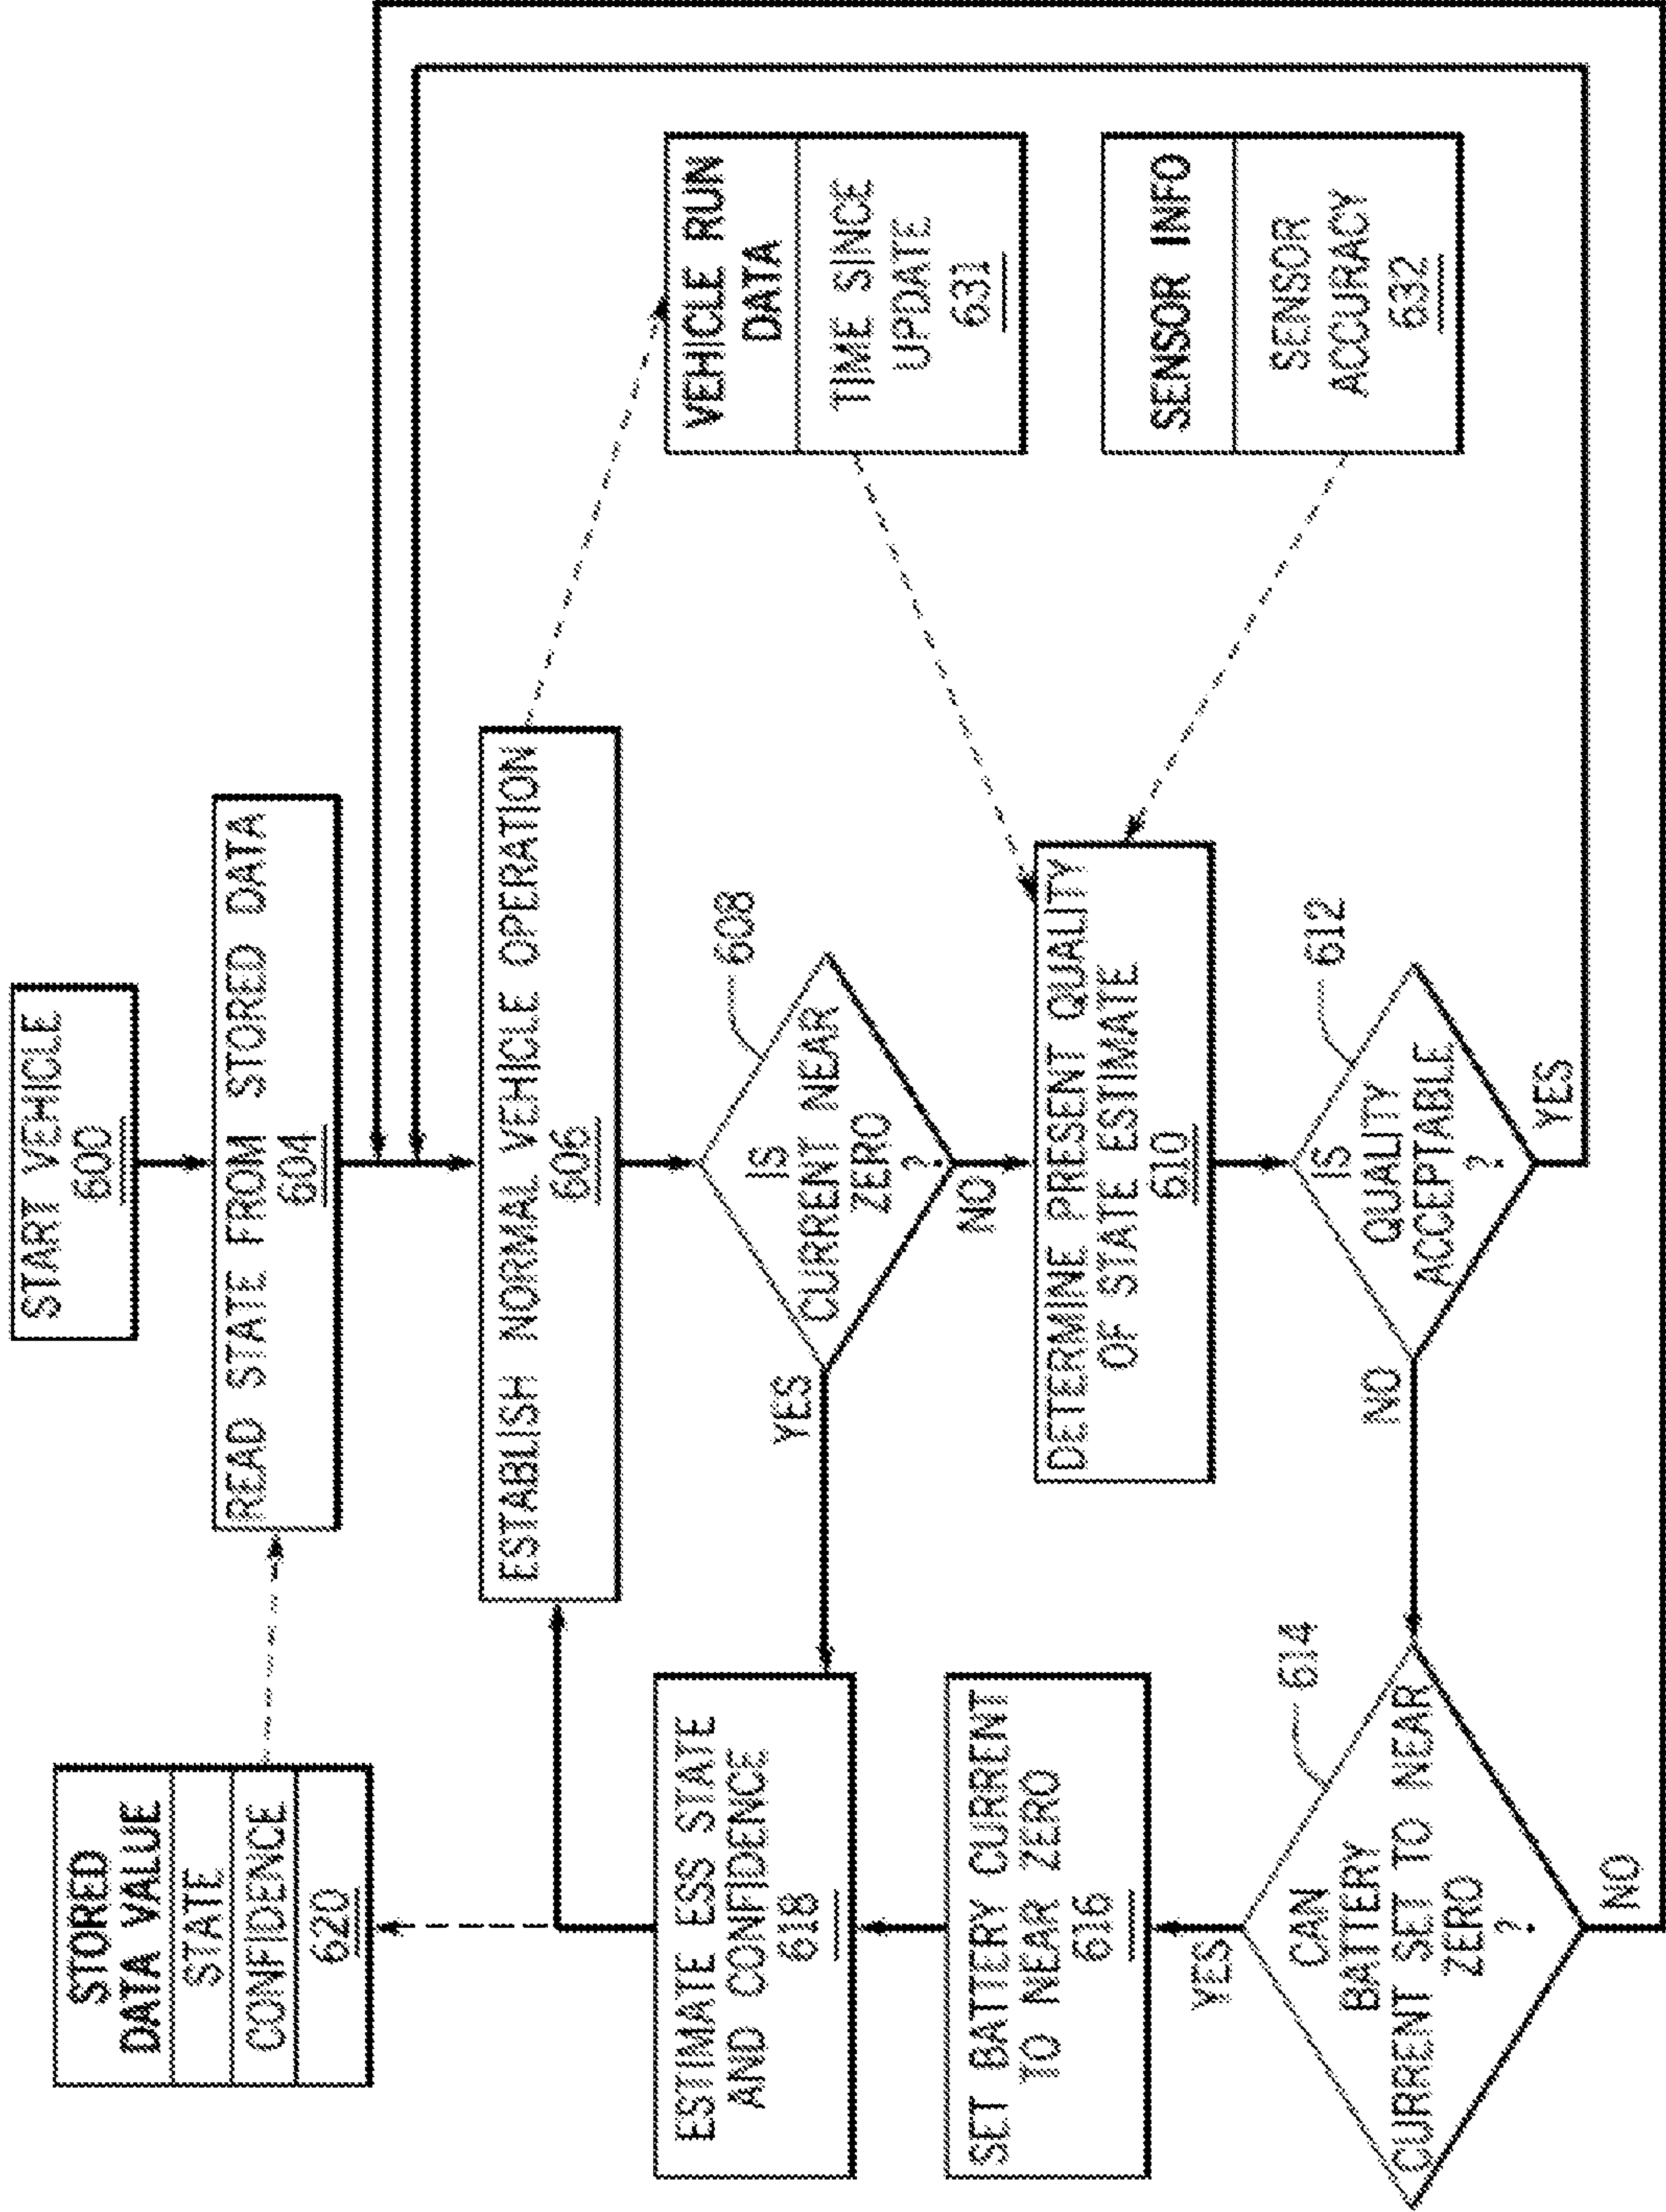 START VEHICLE
600
READ STATE FROM STORED DATA
604
STORED
DATA VALUE
STATE
CONFIDENCE
620
ESTABLISH NORMAL VEHICLE OPERATION
606
IS
CURRENT NEAR
ZERO
?
608
YES
NO
ESTIMATE ESS STATE
AND CONFIDENCE
618
VEHICLE RUN
DATA
TIME SINCE
UPDATE
631
SET BATTERY CURRENT
TO NEAR ZERO
616
DETERMINE PRESENT QUALITY
OF STATE ESTIMATE
610
SENSOR INFO
SENSOR
ACCURACY
632
IS
QUALITY
ACCEPTABLE
?
612
NO
YES
CAN
BATTERY
CURRENT SET TO NEAR
ZERO
?
614
YES
NO